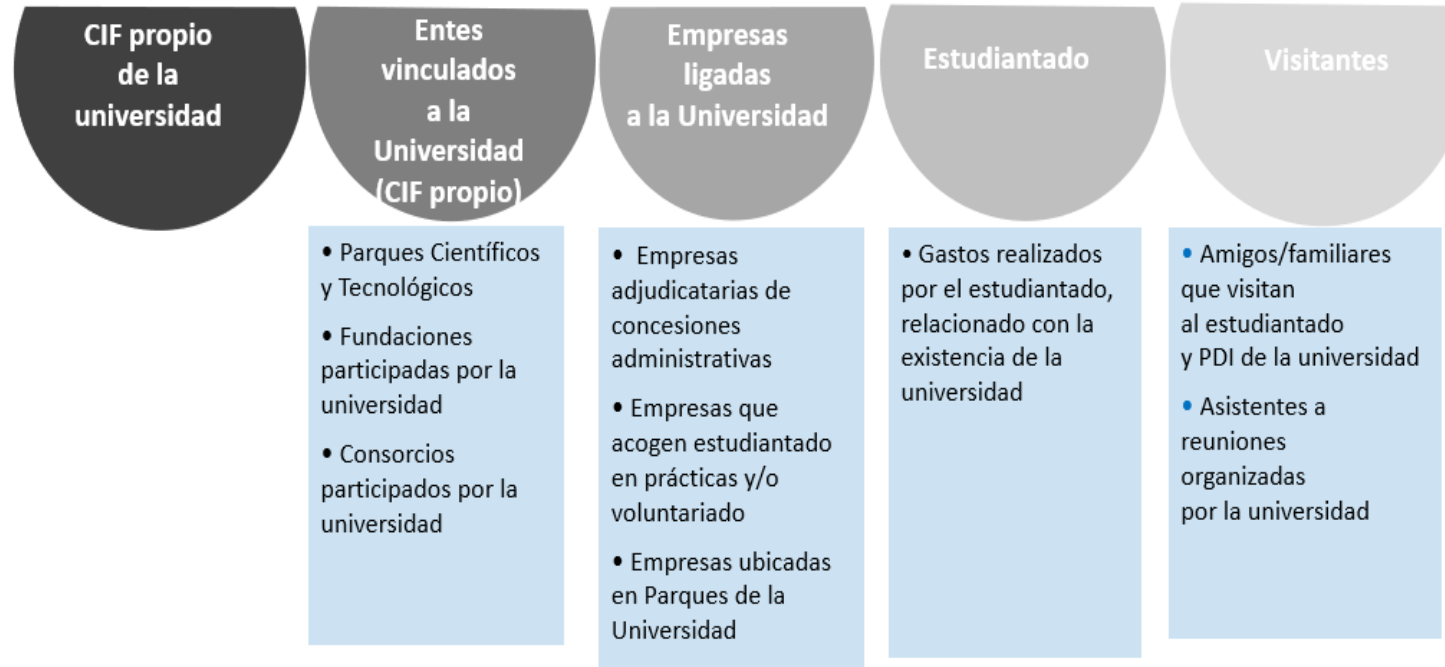 CIF propio
de la
universidad
Entes
vinculados
a la
Universidad
(CIF propio)
Empresas
ligadas
a la Universidad
Estudiantado
Visitantes
• Parques Científicos
y Tecnológicos
• Fundaciones
participadas por la
universidad
• Consorcios
participados por la
universidad
• Empresas
adjudicatarias de
concesiones
administrativas
• Empresas que
acogen estudiantado
en prácticas y/o
voluntariado
• Empresas ubicadas
en Parques de la
Universidad
• Gastos realizados
por el estudiantado,
relacionado con la
existencia de la
universidad
• Amigos/familiares
que visitan
al estudiantado
y PDI de la universidad
• Asistentes a
reuniones
organizadas
por la universidad